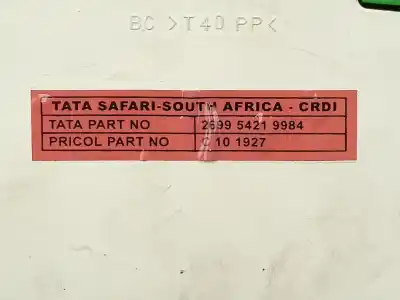 BC >T40 PP<
TATA SAFARI-SOUTH AFRICA - CRDI
TATA PART NO 2699 5421 9984
PRICOL PART NO C 10 1927